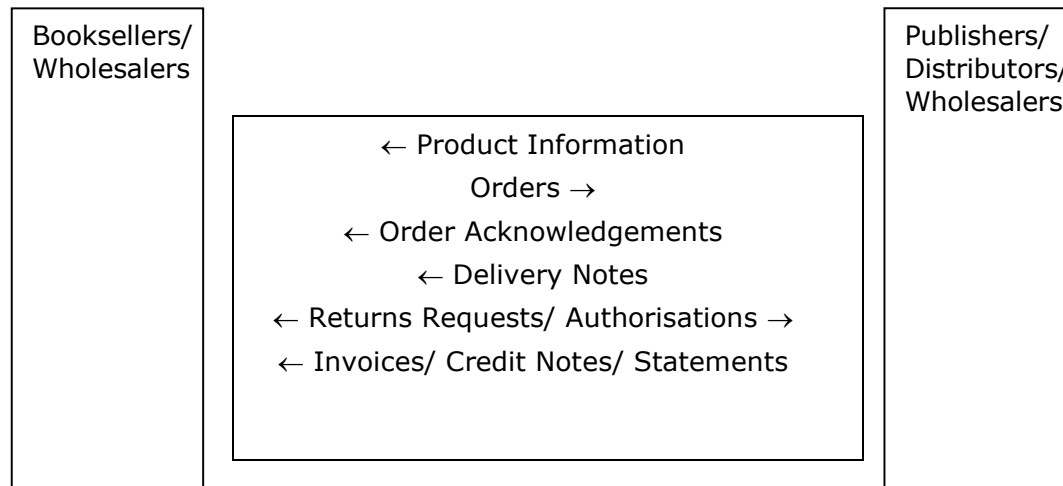 Booksellers/
Wholesalers
← Product Information
Orders →
← Order Acknowledgements
← Delivery Notes
← Returns Requests/ Authorisations →
← Invoices/ Credit Notes/ Statements
Publishers/
Distributors/
Wholesalers